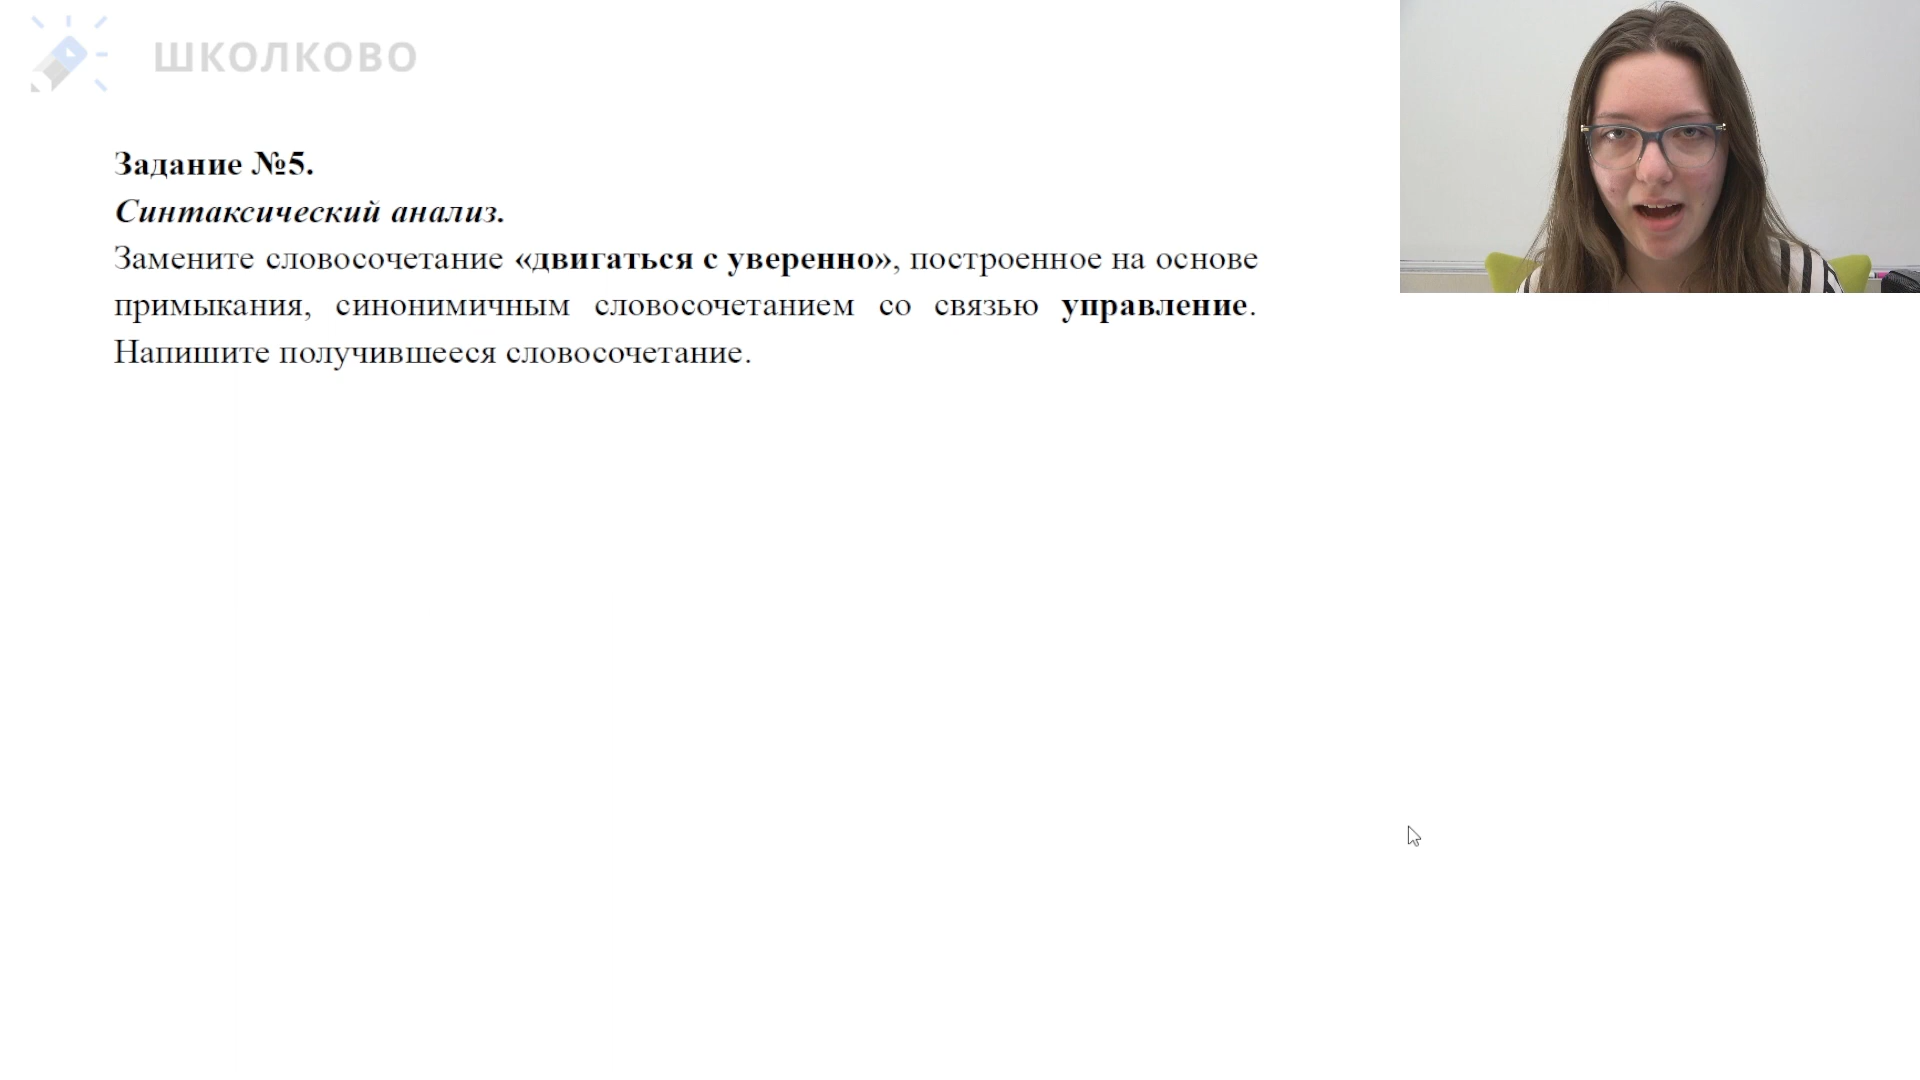 ШКОЛКОВО
Задание №5.
Синтаксический анализ.
Замените словосочетание «двигаться с уверенно», построенное на основе
примыкания, синонимичным словосочетанием со связью управление.
Напишите получившееся словосочетание.